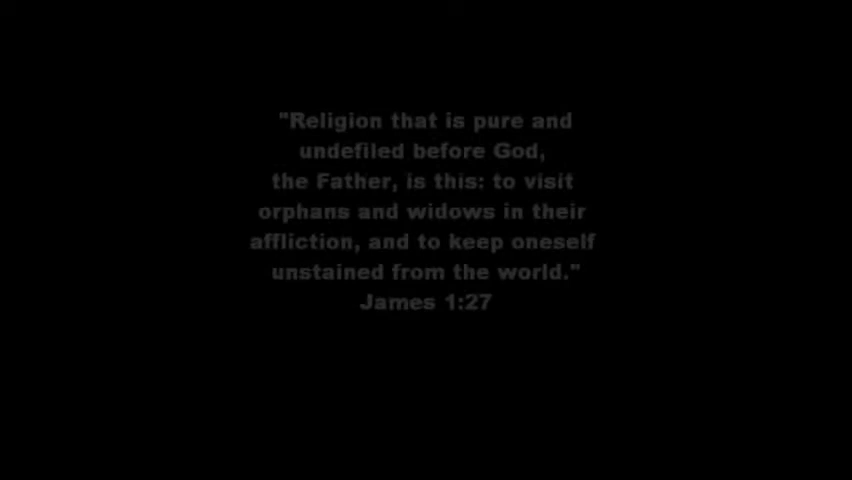 "Religion that is pure and
undefiled before God,
the Father, is this: to visit
orphans and widows in their
affliction, and to keep oneself
unstained from the world."
James 1:27